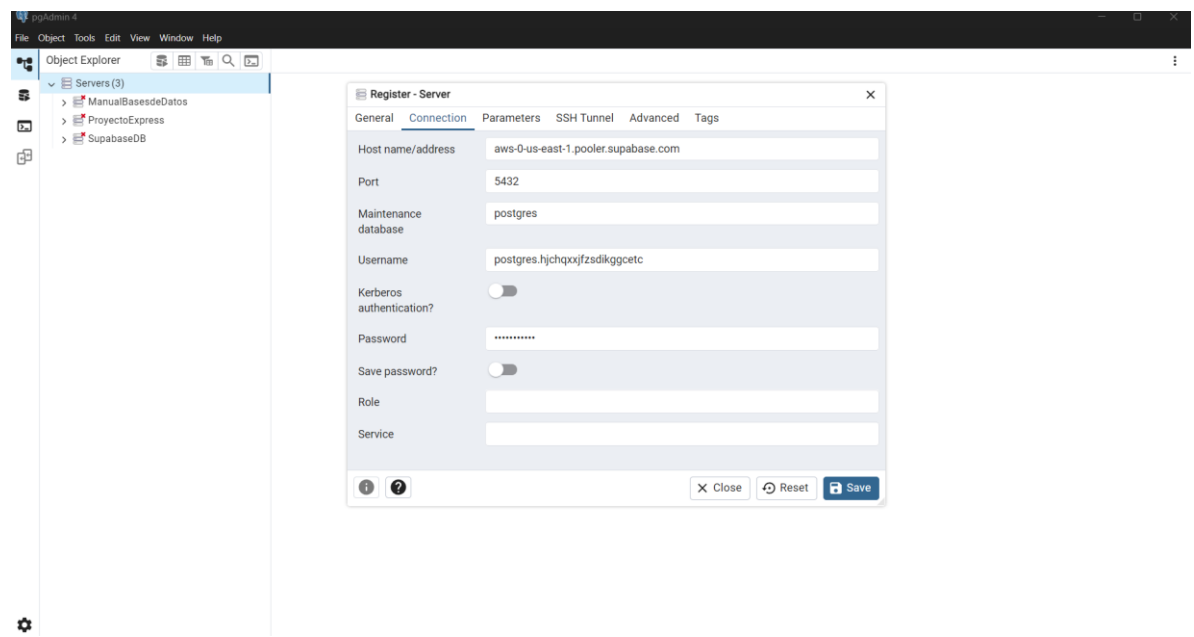 pgAdmin 4
File Object Tools Edit View Window Help
Object Explorer
Servers (3)
ManualBasesdeDatos
ProyectoExpress
SupabaseDB
Register - Server
General Connection Parameters SSH Tunnel Advanced Tags
Host name/address aws-0-us-east-1.pooler.supabase.com
Port 5432
Maintenance postgres
database
Username postgres.hjchqxxjfzsdikggcetc
Kerberos
authentication?
Password •••••••••••
Save password?
Role
Service
Close Reset Save